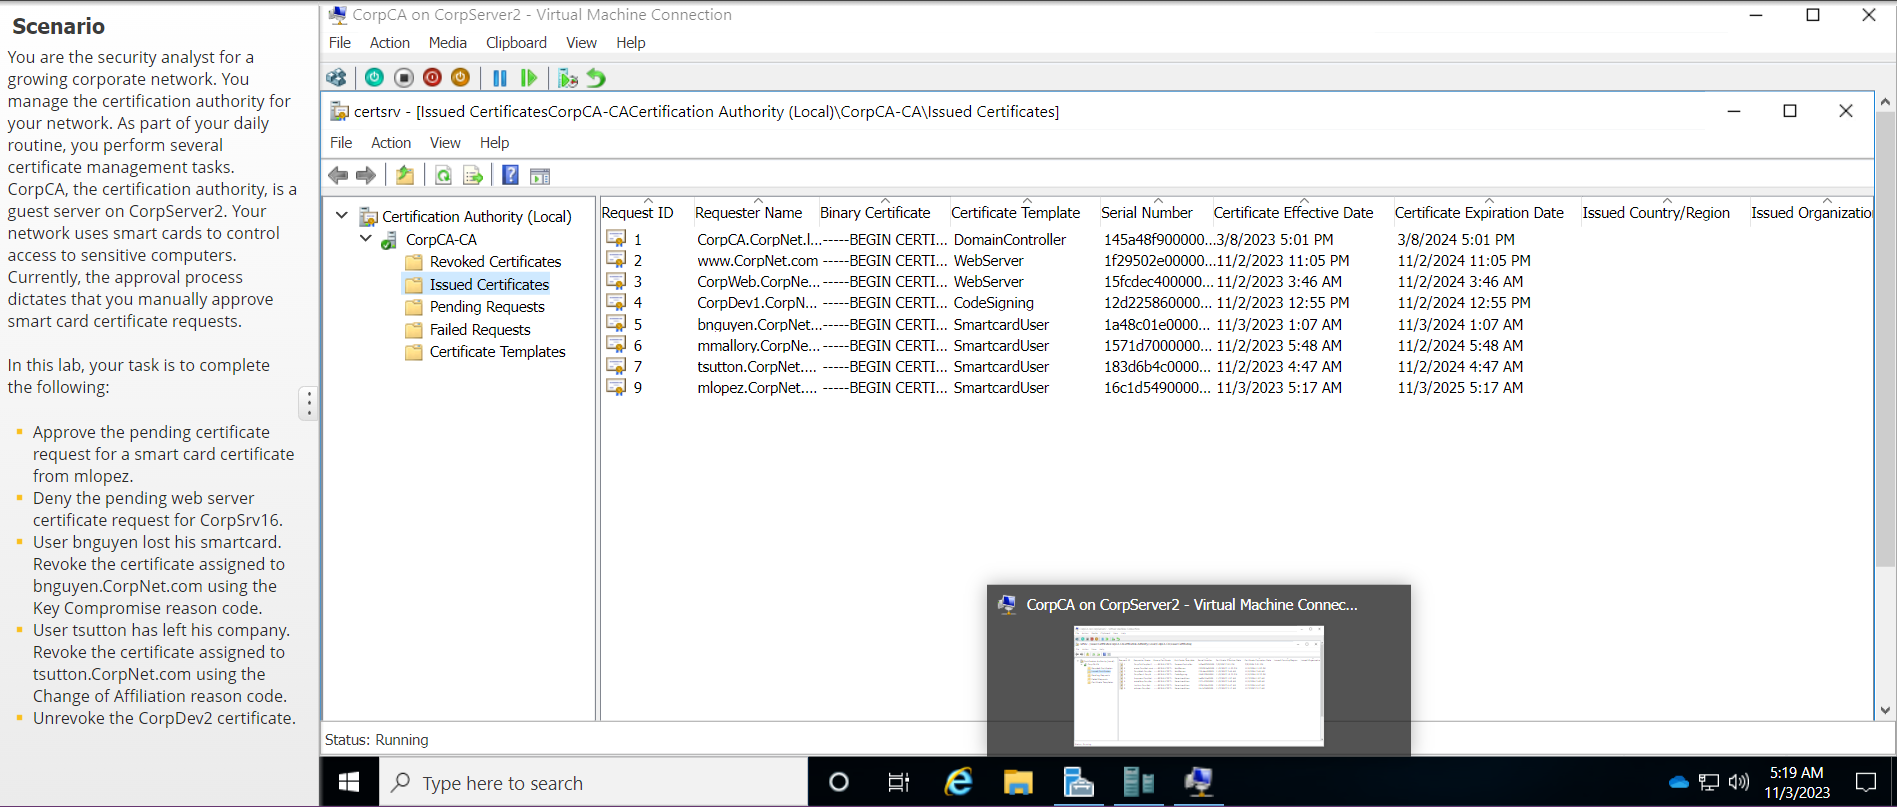 Scenario
You are the security analyst for a
growing corporate network. You
manage the certification authority for
your network. As part of your daily
routine, you perform several
certificate management tasks.
CorpCA, the certification authority, is a
guest server on CorpServer2. Your
network uses smart cards to control
access to sensitive computers.
Currently, the approval process
dictates that you manually approve
smart card certificate requests.
In this lab, your task is to complete
the following:
Approve the pending certificate
request for a smart card certificate
from mlopez.
Deny the pending web server
certificate request for CorpSrv16.
User bnguyen lost his smartcard.
Revoke the certificate assigned to
bnguyen.CorpNet.com using the
Key Compromise reason code.
User tsutton has left his company.
Revoke the certificate assigned to
tsutton.CorpNet.com using the
Change of Affiliation reason code.
Unrevoke the CorpDev2 certificate.
CorpCA on CorpServer2 - Virtual Machine Connection
File Action Media Clipboard View Help
certsrv - [Issued CertificatesCorpCA-CACertification Authority (Local)\CorpCA-CA\Issued Certificates]
File Action View Help
Certification Authority (Local)
CorpCA-CA
Revoked Certificates
Issued Certificates
Pending Requests
Failed Requests
Certificate Templates
Request ID Requester Name Binary Certificate Certificate Template Serial Number Certificate Effective Date Certificate Expiration Date Issued Country/Region Issued Organizatio
1 CorpCA.CorpNet.l... -----BEGIN CERTI... DomainController 145a48f900000... 3/8/2023 5:01 PM 3/8/2024 5:01 PM
2 www.CorpNet.com -----BEGIN CERTI... WebServer 1f29502e00000... 11/2/2023 11:05 PM 11/2/2024 11:05 PM
3 CorpWeb.CorpNe... -----BEGIN CERTI... WebServer 15fcdec400000... 11/2/2023 3:46 AM 11/2/2024 3:46 AM
4 CorpDev1.CorpN... -----BEGIN CERTI... CodeSigning 12d225860000... 11/2/2023 12:55 PM 11/2/2024 12:55 PM
5 bnguyen.CorpNet... -----BEGIN CERTI... SmartcardUser 1a48c01e0000... 11/3/2023 1:07 AM 11/3/2024 1:07 AM
6 mmallory.CorpNe... -----BEGIN CERTI... SmartcardUser 1571d7000000... 11/2/2023 5:48 AM 11/2/2024 5:48 AM
7 tsutton.CorpNet.... -----BEGIN CERTI... SmartcardUser 183d6b4c0000... 11/2/2023 4:47 AM 11/2/2024 4:47 AM
9 mlopez.CorpNet.... -----BEGIN CERTI... SmartcardUser 16c1d5490000... 11/3/2023 5:17 AM 11/3/2025 5:17 AM
CorpCA on CorpServer2 - Virtual Machine Connec...
Status: Running
Type here to search
5:19 AM
11/3/2023